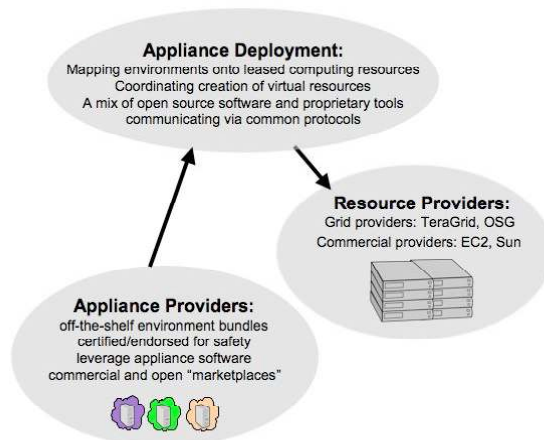 Appliance Deployment:
Mapping environments onto leased computing resources
Coordinating creation of virtual resources
A mix of open source software and proprietary tools
communicating via common protocols
Resource Providers:
Grid providers: TeraGrid, OSG
Commercial providers: EC2, Sun
Appliance Providers:
off-the-shelf environment bundles
certified/endorsed for safety
leverage appliance software
commercial and open “marketplaces”